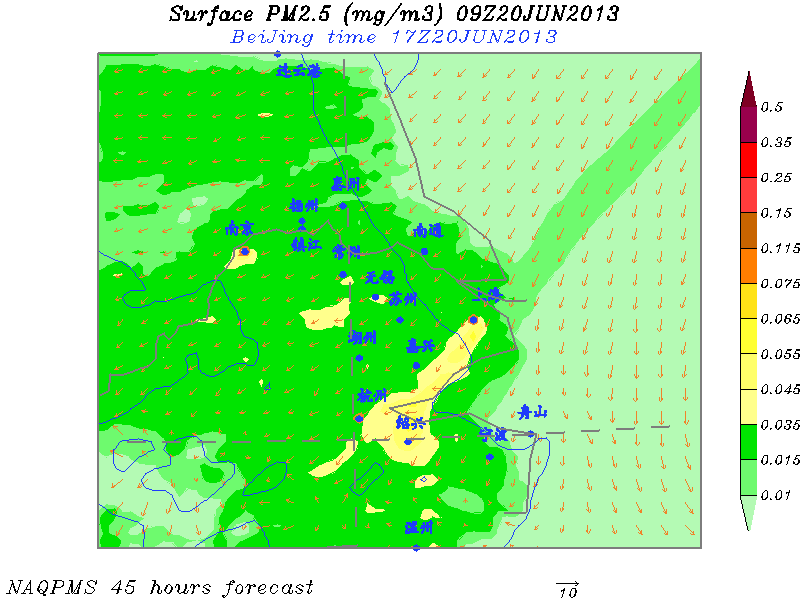 Surface PM2.5 (mg/m3) 09Z20JUN2013
BeiJing time 17Z20JUN2013
连云港
泰州
扬州
南京
镇江
南通
常州
无锡
苏州
上海
湖州
嘉兴
杭州
绍兴
舟山
宁波
温州
0.5
0.35
0.25
0.15
0.115
0.075
0.065
0.055
0.045
0.035
0.015
0.01
NAQPMS 45 hours forecast
10